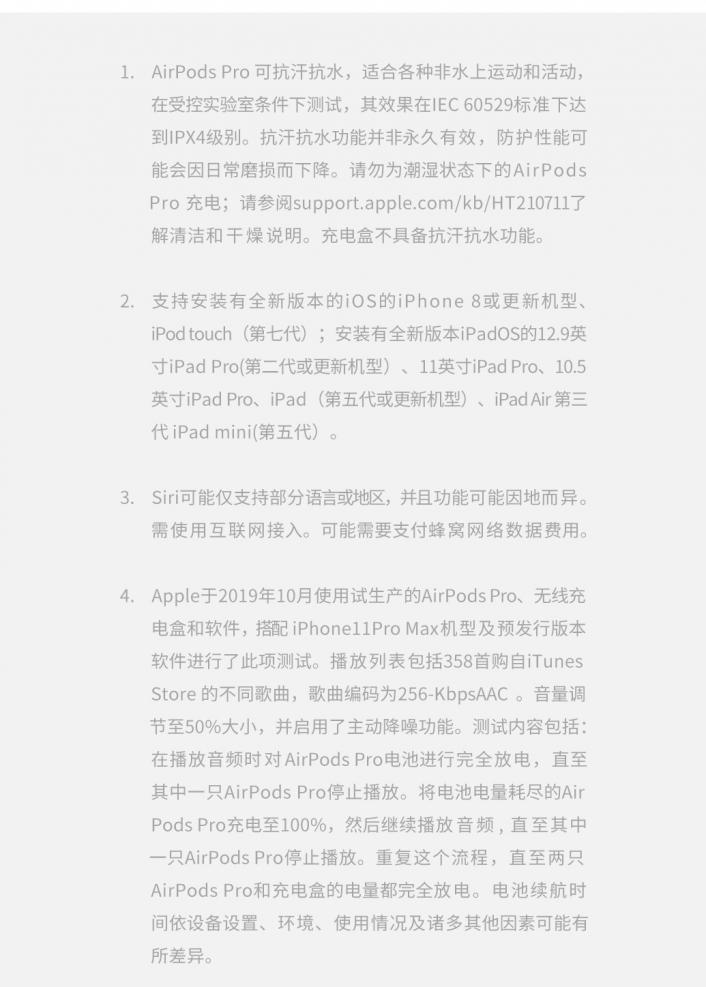 1. AirPods Pro 可抗汗抗水，适合各种非水上运动和活动，
在受控实验室条件下测试，其效果在IEC 60529标准下达
到IPX4级别。抗汗抗水功能并非永久有效，防护性能可
能会因日常磨损而下降。请勿为潮湿状态下的AirPods
Pro 充电；请参阅support.apple.com/kb/HT210711了
解清洁和干燥说明。充电盒不具备抗汗抗水功能。
2. 支持安装有全新版本的iOS的iPhone 8或更新机型、
iPod touch（第七代）；安装有全新版本iPadOS的12.9英
寸iPad Pro(第二代或更新机型）、11英寸iPad Pro、10.5
英寸iPad Pro、iPad（第五代或更新机型）、iPad Air 第三
代 iPad mini(第五代）。
3. Siri可能仅支持部分语言或地区，并且功能可能因地而异。
需使用互联网接入。可能需要支付蜂窝网络数据费用。
4. Apple于2019年10月使用试生产的AirPods Pro、无线充
电盒和软件，搭配 iPhone11Pro Max机型及预发行版本
软件进行了此项测试。播放列表包括358首购自iTunes
Store 的不同歌曲，歌曲编码为256-KbpsAAC 。音量调
节至50%大小，并启用了主动降噪功能。测试内容包括：
在播放音频时对 AirPods Pro电池进行完全放电，直至
其中一只AirPods Pro停止播放。将电池电量耗尽的Air
Pods Pro充电至100%，然后继续播放音频 , 直至其中
一只AirPods Pro停止播放。重复这个流程，直至两只
AirPods Pro和充电盒的电量都完全放电。电池续航时
间依设备设置、环境、使用情况及诸多其他因素可能有
所差异。